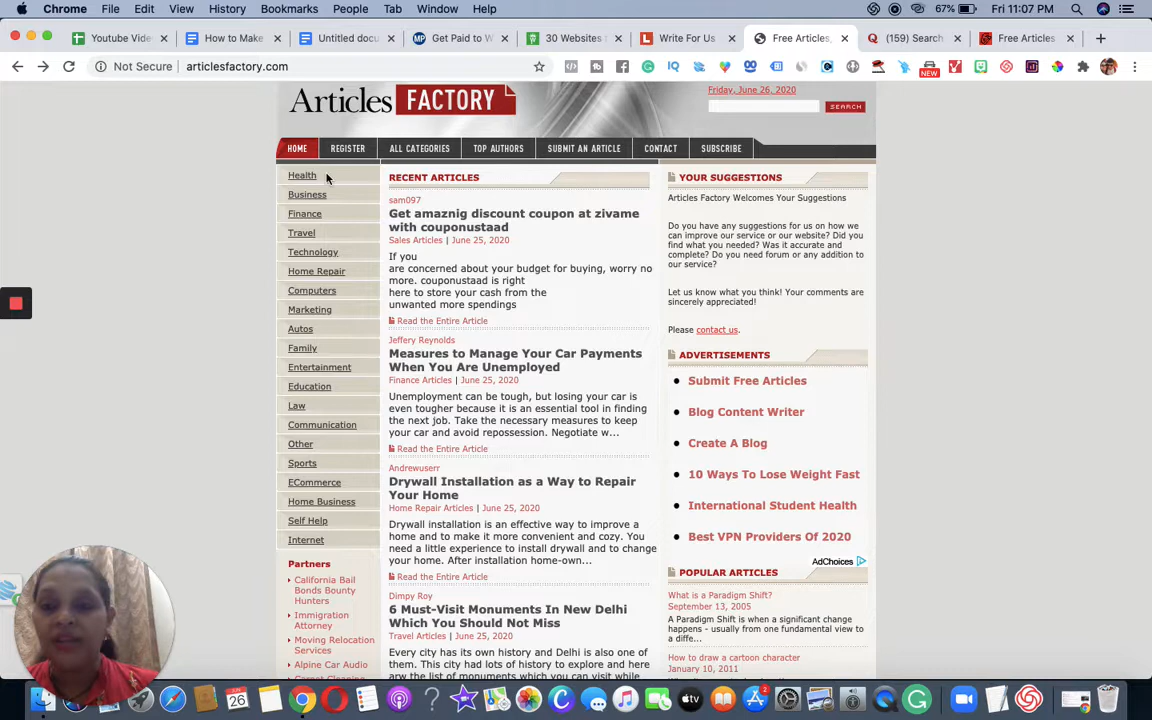 Chrome File Edit View History Bookmarks People Tab Window Help 67% Fri 11:07 PM
Youtube Vide How to Make Untitled docu Get Paid to W 30 Websites Write For Us Free Articles, (159) Search Free Articles
Not Secure articlesfactory.com NEW
Articles FACTORY
Friday, June 26, 2020
SEARCH
HOME REGISTER ALL CATEGORIES TOP AUTHORS SUBMIT AN ARTICLE CONTACT SUBSCRIBE
Health
Business
Finance
Travel
Technology
Home Repair
Computers
Marketing
Autos
Family
Entertainment
Education
Law
Communication
Other
Sports
ECommerce
Home Business
Self Help
Internet
Partners
California Bail
Bonds Bounty
Hunters
Immigration
Attorney
Moving Relocation
Services
Alpine Car Audio
Carpet Cleaning
RECENT ARTICLES
sam097
Get amaznig discount coupon at zivame
with couponustaad
Sales Articles | June 25, 2020
If you
are concerned about your budget for buying, worry no
more. couponustaad is right
here to store your cash from the
unwanted more spendings
Read the Entire Article
Jeffery Reynolds
Measures to Manage Your Car Payments
When You Are Unemployed
Finance Articles | June 25, 2020
Unemployment can be tough, but losing your car is
even tougher because it is an essential tool in finding
the next job. Take the necessary measures to keep
your car and avoid repossession. Negotiate w...
Read the Entire Article
Andrewuserr
Drywall Installation as a Way to Repair
Your Home
Home Repair Articles | June 25, 2020
Drywall installation is an effective way to improve a
home and to make it more convenient and cozy. You
need a little experience to install drywall and to change
your home. After installation home-own...
Read the Entire Article
Dimpy Roy
6 Must-Visit Monuments In New Delhi
Which You Should Not Miss
Travel Articles | June 25, 2020
Every city has its own history and Delhi is also one of
them. This city had lots of history to explore and here
are the most of monuments which you can visit...
YOUR SUGGESTIONS
Articles Factory Welcomes Your Suggestions
Do you have any suggestions for us on how we
can improve our service or our website? Did you
find what you needed? Was it accurate and
complete? Do you need forum or any addition to
our service?
Let us know what you think! Your comments are
sincerely appreciated!
Please contact us.
ADVERTISEMENTS
Submit Free Articles
Blog Content Writer
Create A Blog
10 Ways To Lose Weight Fast
International Student Health
Best VPN Providers Of 2020
AdChoices
POPULAR ARTICLES
What is a Paradigm Shift?
September 13, 2005
A Paradigm Shift is when a significant change
happens - usually from one fundamental view to
a diffe...
How to draw a cartoon character
January 10, 2011
JUN
26
tv
2